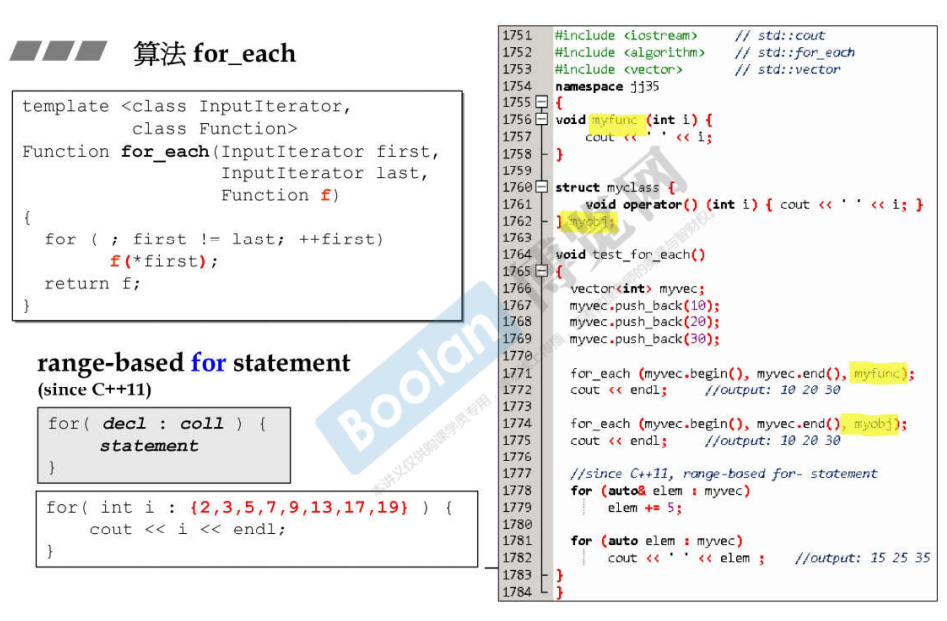 算法 for_each
template <class InputIterator,
class Function>
Function for_each(InputIterator first,
InputIterator last,
Function f)
{
for ( ; first != last; ++first)
f(*first);
return f;
}
range-based for statement
(since C++11)
for( decl : coll ) {
statement
}
for( int i : {2,3,5,7,9,13,17,19} ) {
cout << i << endl;
}
1751 #include <iostream> // std::cout
1752 #include <algorithm> // std::for_each
1753 #include <vector> // std::vector
1754 namespace jj35
1755 {
1756 void myfunc (int i) {
1757 cout << ' ' << i;
1758 }
1759
1760 struct myclass {
1761 void operator() (int i) { cout << ' ' << i; }
1762 } myobj;
1763
1764 void test_for_each()
1765 {
1766 vector<int> myvec;
1767 myvec.push_back(10);
1768 myvec.push_back(20);
1769 myvec.push_back(30);
1770
1771 for_each (myvec.begin(), myvec.end(), myfunc);
1772 cout << endl; //output: 10 20 30
1773
1774 for_each (myvec.begin(), myvec.end(), myobj);
1775 cout << endl; //output: 10 20 30
1776
1777 //since C++11, range-based for- statement
1778 for (auto& elem : myvec)
1779 elem += 5;
1780
1781 for (auto elem : myvec)
1782 cout << ' ' << elem ; //output: 15 25 35
1783 }
1784 }
Boolan 博览网